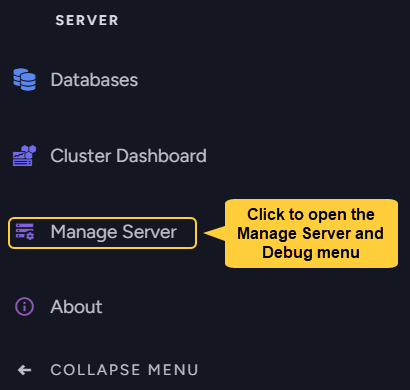 SERVER
Databases
Cluster Dashboard
Manage Server
Click to open the
Manage Server and
Debug menu
About
COLLAPSE MENU